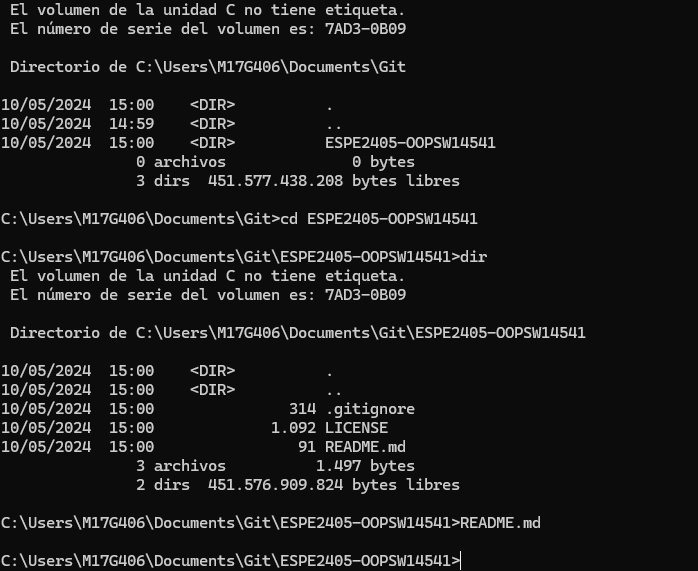 El volumen de la unidad C no tiene etiqueta.
El número de serie del volumen es: 7AD3-0B09
Directorio de C:\Users\M17G406\Documents\Git
10/05/2024  15:00    <DIR>          .
10/05/2024  14:59    <DIR>          ..
10/05/2024  15:00    <DIR>          ESPE2405-OOPSW14541
0 archivos              0 bytes
3 dirs  451.577.438.208 bytes libres
C:\Users\M17G406\Documents\Git>cd ESPE2405-OOPSW14541
C:\Users\M17G406\Documents\Git\ESPE2405-OOPSW14541>dir
El volumen de la unidad C no tiene etiqueta.
El número de serie del volumen es: 7AD3-0B09
Directorio de C:\Users\M17G406\Documents\Git\ESPE2405-OOPSW14541
10/05/2024  15:00    <DIR>          .
10/05/2024  15:00    <DIR>          ..
10/05/2024  15:00               314 .gitignore
10/05/2024  15:00             1.092 LICENSE
10/05/2024  15:00                91 README.md
3 archivos          1.497 bytes
2 dirs  451.576.909.824 bytes libres
C:\Users\M17G406\Documents\Git\ESPE2405-OOPSW14541>README.md
C:\Users\M17G406\Documents\Git\ESPE2405-OOPSW14541>